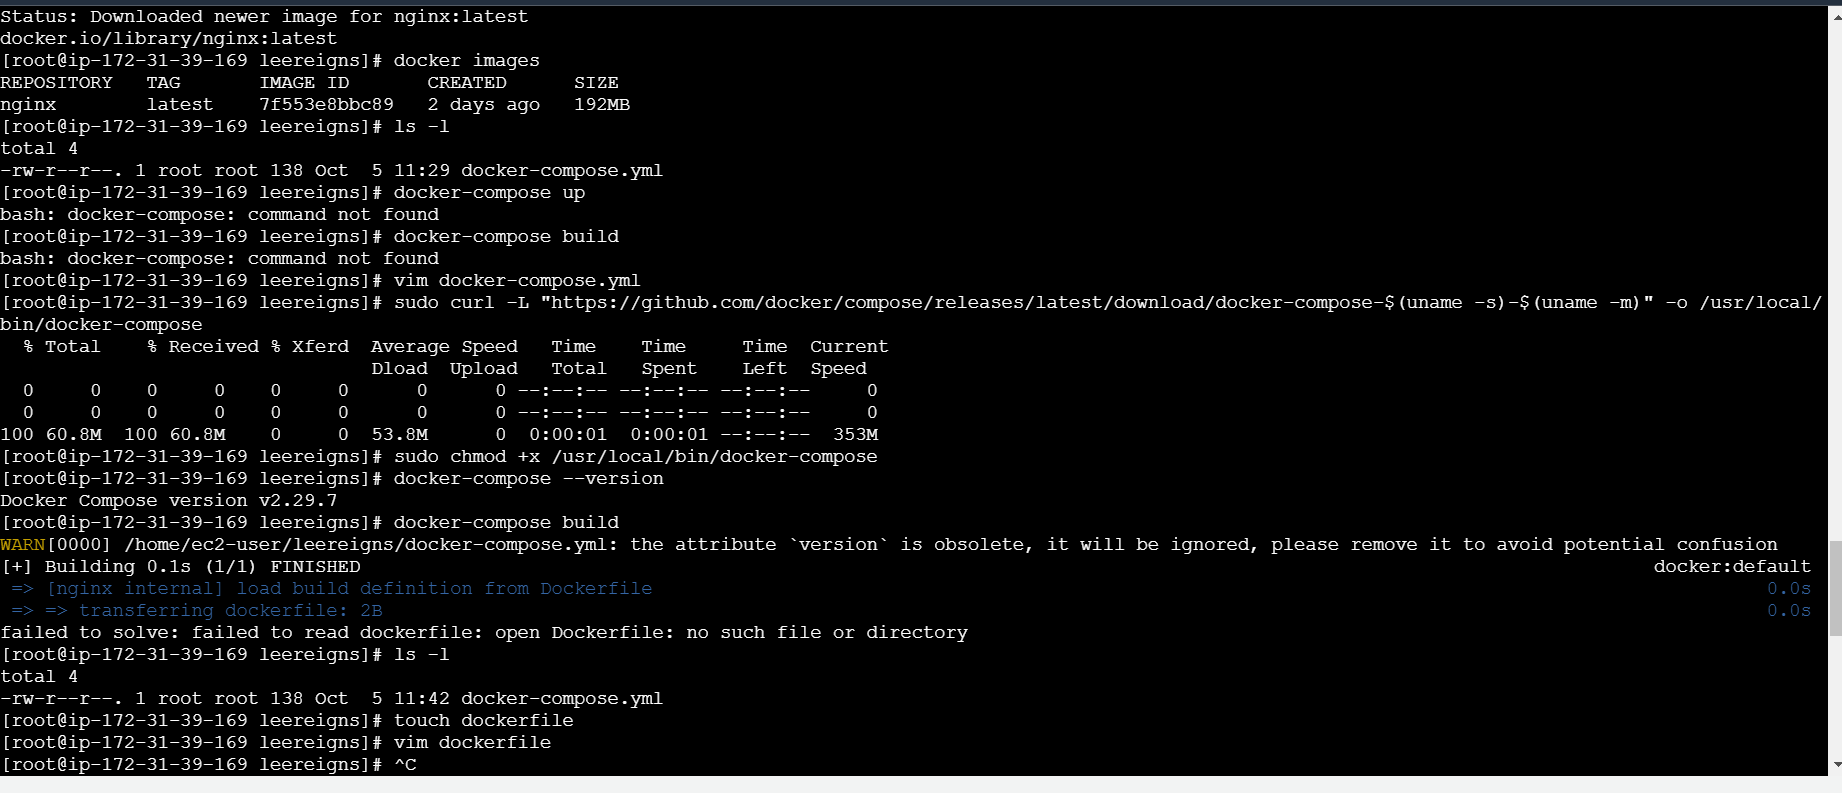 Status: Downloaded newer image for nginx:latest
docker.io/library/nginx:latest
[root@ip-172-31-39-169 leereigns]# docker images
REPOSITORY   TAG       IMAGE ID       CREATED      SIZE
nginx        latest    7f553e8bbc89   2 days ago   192MB
[root@ip-172-31-39-169 leereigns]# ls -l
total 4
-rw-r--r--. 1 root root 138 Oct  5 11:29 docker-compose.yml
[root@ip-172-31-39-169 leereigns]# docker-compose up
bash: docker-compose: command not found
[root@ip-172-31-39-169 leereigns]# docker-compose build
bash: docker-compose: command not found
[root@ip-172-31-39-169 leereigns]# vim docker-compose.yml
[root@ip-172-31-39-169 leereigns]# sudo curl -L "https://github.com/docker/compose/releases/latest/download/docker-compose-$(uname -s)-$(uname -m)" -o /usr/local/
bin/docker-compose
  % Total    % Received % Xferd  Average Speed   Time    Time     Time  Current
                                 Dload  Upload   Total   Spent    Left  Speed
  0     0    0     0    0     0      0      0 --:--:-- --:--:-- --:--:--     0
  0     0    0     0    0     0      0      0 --:--:-- --:--:-- --:--:--     0
100 60.8M  100 60.8M    0     0  53.8M      0  0:00:01  0:00:01 --:--:--  353M
[root@ip-172-31-39-169 leereigns]# sudo chmod +x /usr/local/bin/docker-compose
[root@ip-172-31-39-169 leereigns]# docker-compose --version
Docker Compose version v2.29.7
[root@ip-172-31-39-169 leereigns]# docker-compose build
WARN[0000] /home/ec2-user/leereigns/docker-compose.yml: the attribute `version` is obsolete, it will be ignored, please remove it to avoid potential confusion
[+] Building 0.1s (1/1) FINISHED                                                                                                                   docker:default
 => [nginx internal] load build definition from Dockerfile                                                                                                   0.0s
 => => transferring dockerfile: 2B                                                                                                                           0.0s
failed to solve: failed to read dockerfile: open Dockerfile: no such file or directory
[root@ip-172-31-39-169 leereigns]# ls -l
total 4
-rw-r--r--. 1 root root 138 Oct  5 11:42 docker-compose.yml
[root@ip-172-31-39-169 leereigns]# touch dockerfile
[root@ip-172-31-39-169 leereigns]# vim dockerfile
[root@ip-172-31-39-169 leereigns]# ^C